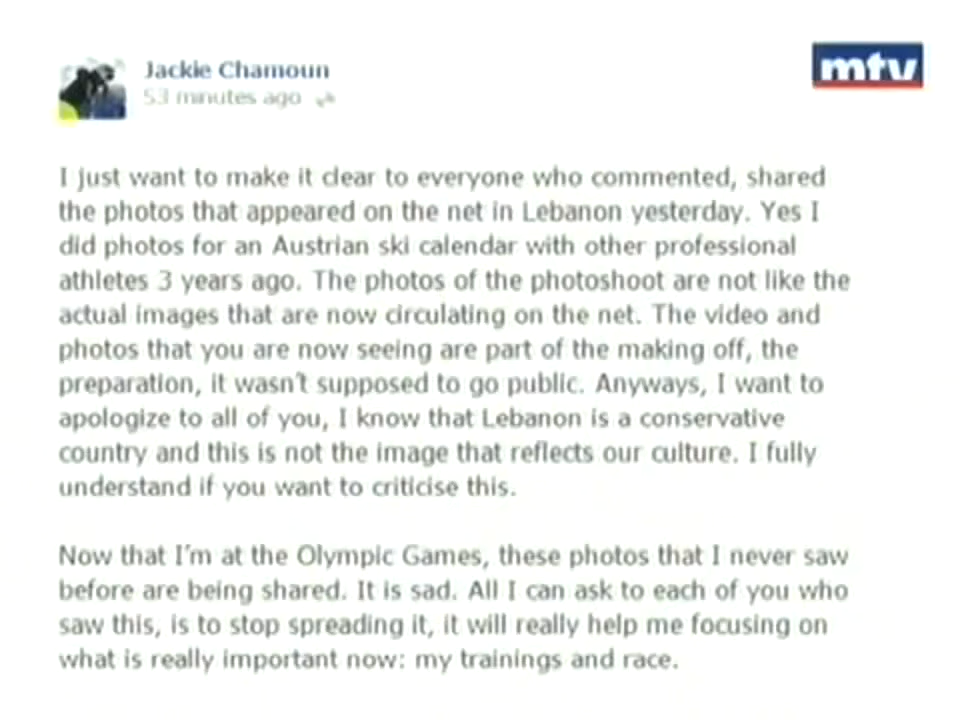 Jackie Chamoun
53 minutes ago
mtv
I just want to make it clear to everyone who commented, shared
the photos that appeared on the net in Lebanon yesterday. Yes I
did photos for an Austrian ski calendar with other professional
athletes 3 years ago. The photos of the photoshoot are not like the
actual images that are now circulating on the net. The video and
photos that you are now seeing are part of the making off, the
preparation, it wasn't supposed to go public. Anyways, I want to
apologize to all of you, I know that Lebanon is a conservative
country and this is not the image that reflects our culture. I fully
understand if you want to criticise this.
Now that I'm at the Olympic Games, these photos that I never saw
before are being shared. It is sad. All I can ask to each of you who
saw this, is to stop spreading it, it will really help me focusing on
what is really important now: my trainings and race.